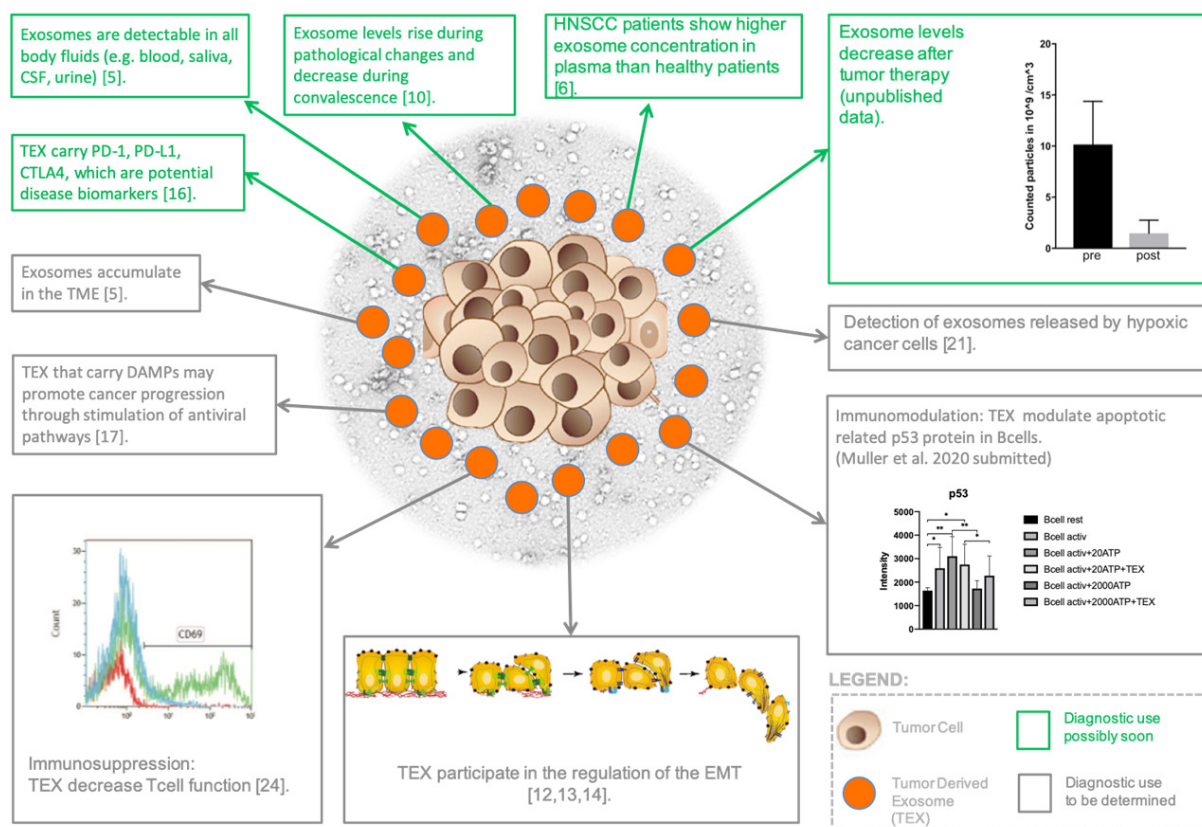 Exosomes are detectable in all
body fluids (e.g. blood, saliva,
CSF, urine) [5].
Exosome levels rise during
pathological changes and
decrease during
convalescence [10].
HNSCC patients show higher
exosome concentration in
plasma than healthy patients
[6].
Exosome levels
decrease after
tumor therapy
(unpublished
data).
Counted particles in 10^9 /cm^3
20
15
10
5
0
pre
post
TEX carry PD-1, PD-L1,
CTLA4, which are potential
disease biomarkers [16].
Exosomes accumulate
in the TME [5].
Detection of exosomes released by hypoxic
cancer cells [21].
TEX that carry DAMPs may
promote cancer progression
through stimulation of antiviral
pathways [17].
Immunomodulation: TEX modulate apoptotic
related p53 protein in Bcells.
(Muller et al. 2020 submitted)
p53
Intensity
5000
4000
3000
2000
1000
0
*
**
**
*
*
Bcell rest
Bcell activ
Bcell activ+20ATP
Bcell activ+20ATP+TEX
Bcell activ+2000ATP
Bcell activ+2000ATP+TEX
Count
30
24
12
0
CD69
10⁰
10¹
10²
10³
Immunosuppression:
TEX decrease Tcell function [24].
TEX participate in the regulation of the EMT
[12,13,14].
LEGEND:
Tumor Cell
Diagnostic use
possibly soon
Tumor Derived
Exosome
(TEX)
Diagnostic use
to be determined